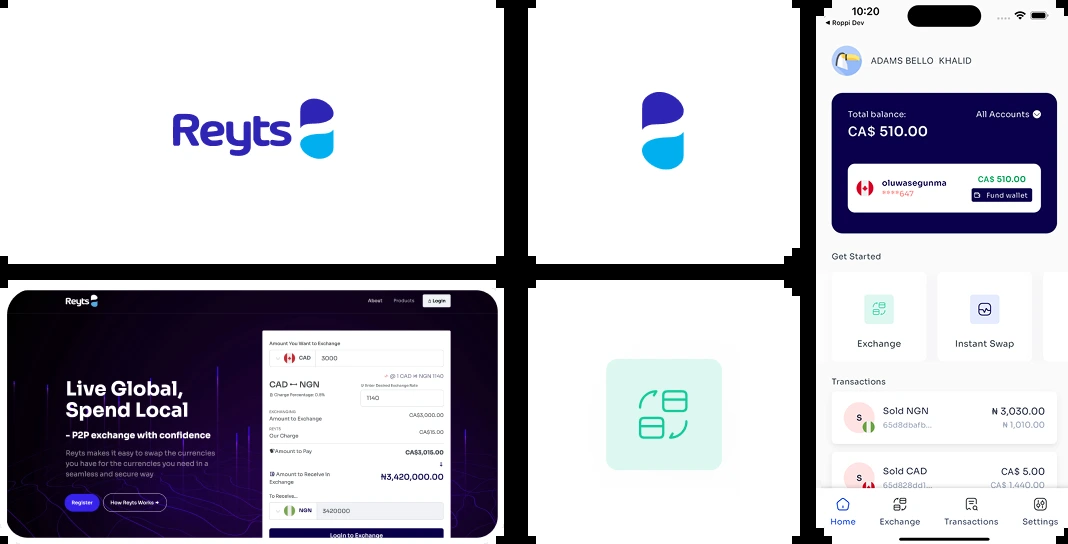 Reyts
Reyts
About
Products
Login
Live Global,
Spend Local
- P2P exchange with confidence
Reyts makes it easy to swap the currencies
you have for the currencies you need in a
seamless and secure way
Register
How Reyts Works →
Amount You Want to Exchange
CAD
3000
@ 1 CAD ⇌ NGN 1140
CAD ↔ NGN
Enter Desired Exchange Rate
Charge Percentage: 0.5%
1140
EXCHANGING
Amount to Exchange
CA$3,000.00
REYTS
Our Charge
CA$15.00
Amount to Pay
CA$3,015.00
↓
Amount to Receive in
Exchange
₦3,420,000.00
To Receive...
NGN
3420000
Login to Exchange
10:20
◀ Roppi Dev
ADAMS BELLO KHALID
Total balance:
All Accounts
CA$ 510.00
oluwasegunma
CA$ 510.00
****647
Fund wallet
Get Started
Exchange
Instant Swap
Transactions
S
Sold NGN
₦ 3,030.00
65d8dbafb...
₦ 1,010.00
S
Sold CAD
CA$ 5.00
65d828dd1...
CA$ 1,440.00
Home
Exchange
Transactions
Settings